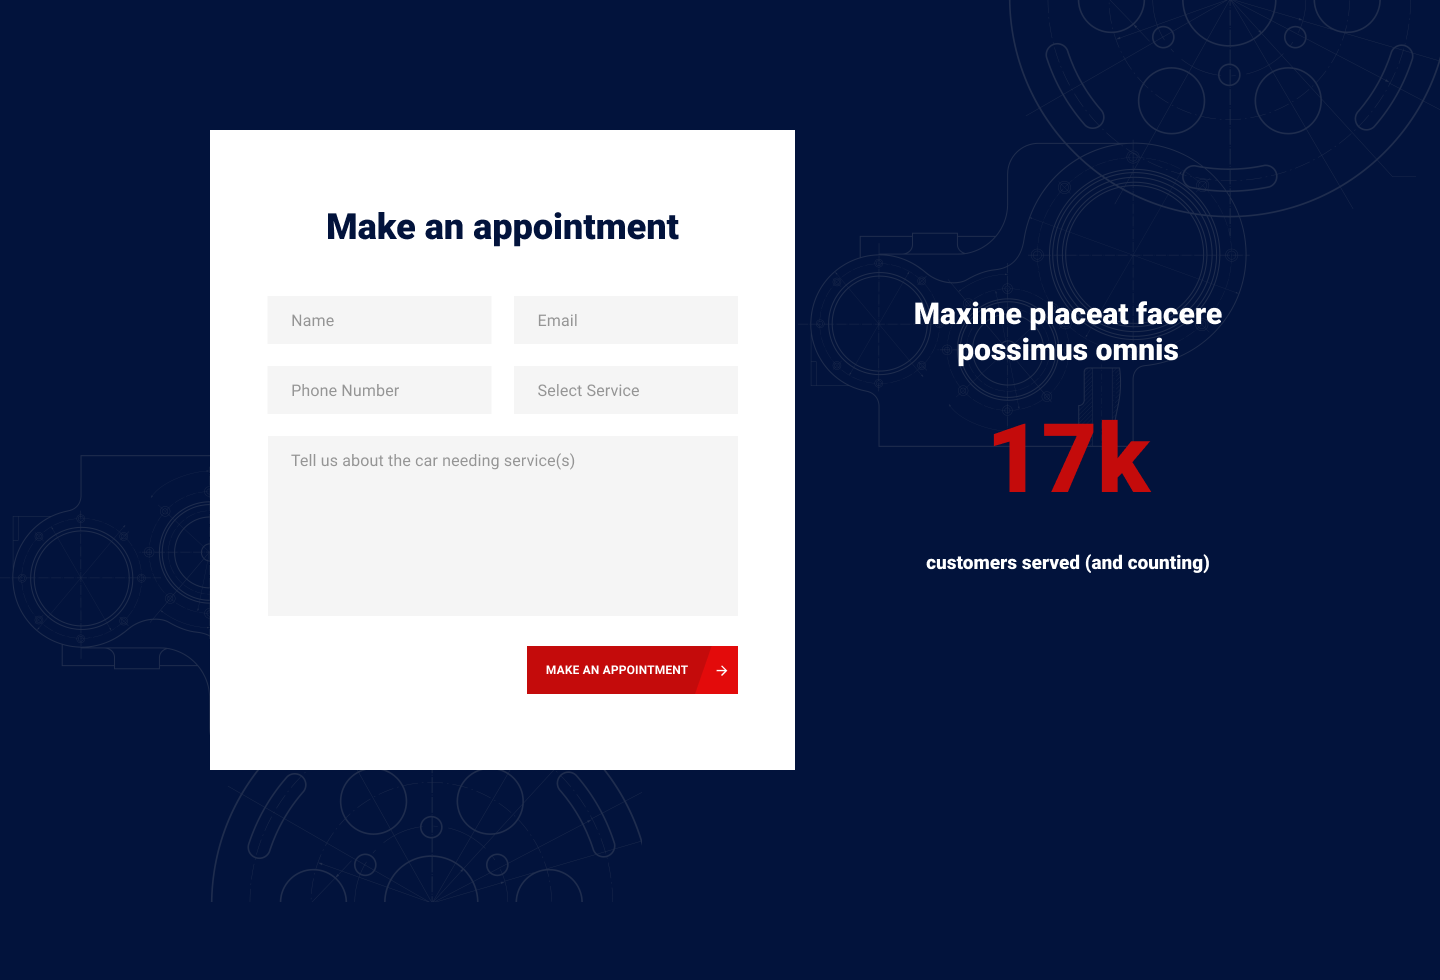 Make an appointment
Name
Email
Phone Number
Select Service
Tell us about the car needing service(s)
MAKE AN APPOINTMENT
Maxime placeat facere
possimus omnis
17k
customers served (and counting)